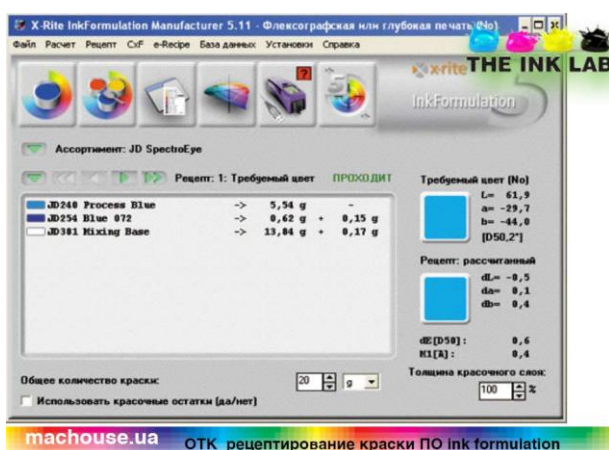 X-Rite InkFormulation Manufacturer 5.11 - Флексографская или глубокая печать (No)
Файл Расчет Рецепт CxF e-Recipe База данных Установки Справка
x-rite
THE INK LAB
InkFormulation 5
?
5
Ассортимент: JD SpectroEye
Рецепт: 1: Требуемый цвет ПРОХОДИТ
JD240 Process Blue -> 5,54 g -
JD254 Blue 072 -> 0,62 g + 0,15 g
JD301 Mixing Base -> 13,84 g + 0,17 g
Требуемый цвет (No)
L= 61,9
a= -29,7
b= -44,0
[D50,2°]
Рецепт: рассчитанный
dL= -0,5
da= 0,1
db= 0,4
dE[D50] : 0,6
M1[A] : 0,4
Толщина красочного слоя:
100 %
Общее количество краски: 20 g
Использовать красочные остатки (да/нет)
machouse.ua ОТК рецептирование краски ПО ink formulation